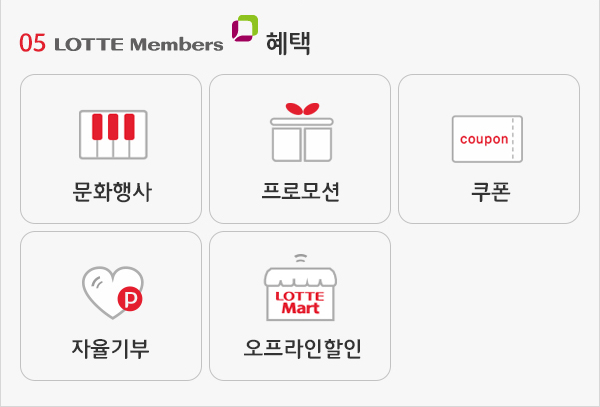 05 LOTTE Members 혜택
문화행사
프로모션
coupon
쿠폰
P
자율기부
LOTTE
Mart
오프라인할인